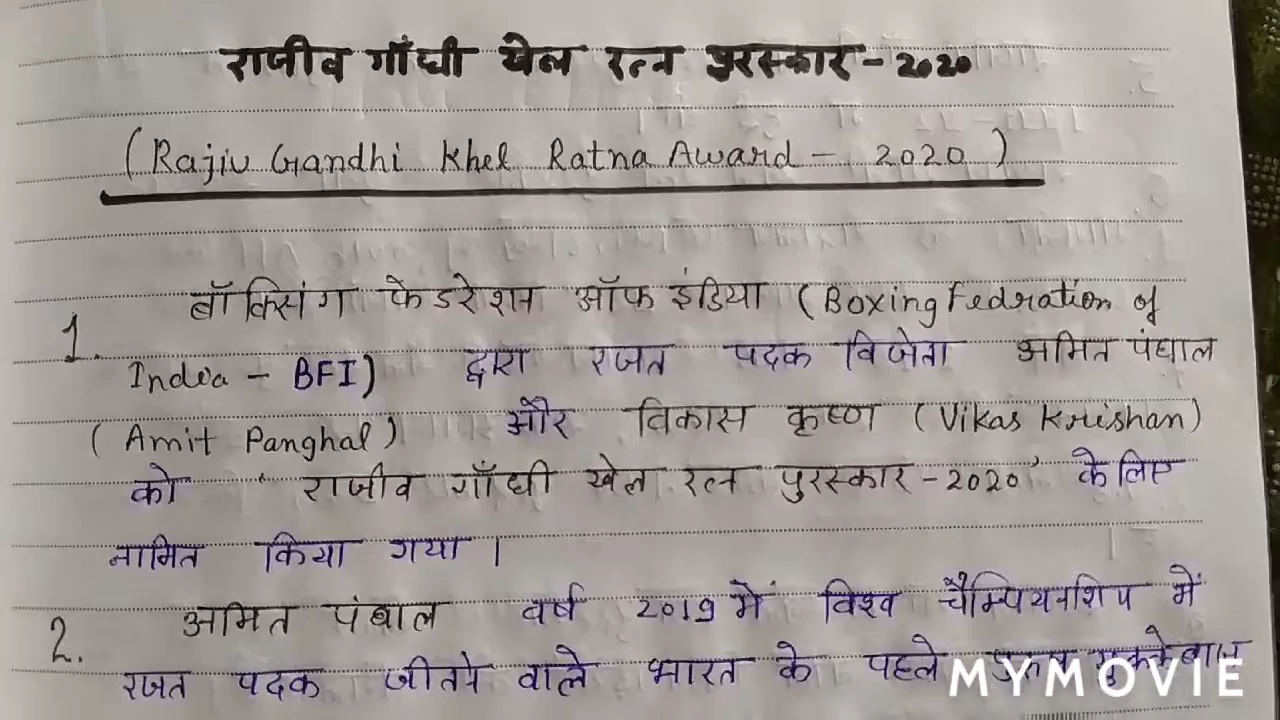 राजीव गाँधी खेल रत्न पुरस्कार - 2020
(Rajiv Gandhi Khel Ratna Award - 2020)
1. बॉक्सिंग फेडरेशन ऑफ इंडिया (Boxing Fedration of
India - BFI) द्वारा रजत पदक विजेता अमित पंघाल
(Amit Panghal) और विकास कृष्ण (Vikas Krishan)
को 'राजीव गाँधी खेल रत्न पुरस्कार - 2020' के लिए
नामित किया गया ।
2. अमित पंघाल वर्ष 2019 में विश्व चैम्पियनशिप में
रजत पदक जीतने वाले भारत के पहले पुरुष मुक्केबाज
MYMOVIE